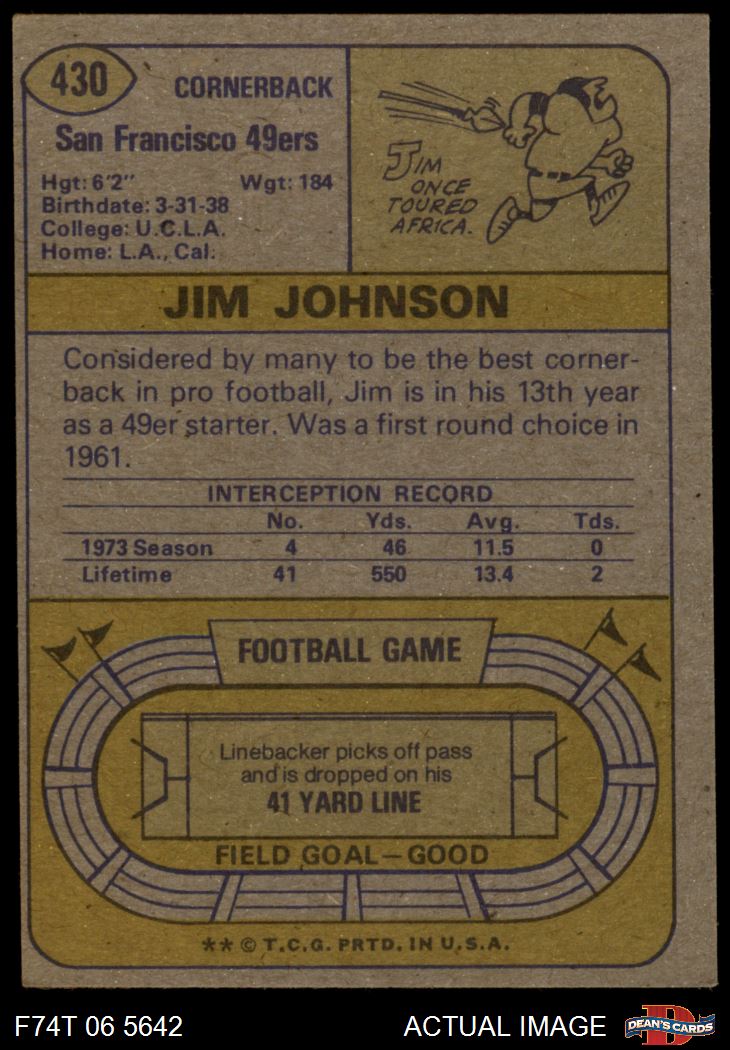 430
CORNERBACK
San Francisco 49ers
Hgt: 6'2" Wgt: 184
Birthdate: 3-31-38
College: U.C.L.A.
Home: L.A., Cal.
JIM
ONCE
TOURED
AFRICA.
JIM JOHNSON
Considered by many to be the best corner-
back in pro football, Jim is in his 13th year
as a 49er starter. Was a first round choice in
1961.
INTERCEPTION RECORD
No. Yds. Avg. Tds.
1973 Season 4 46 11.5 0
Lifetime 41 550 13.4 2
FOOTBALL GAME
Linebacker picks off pass
and is dropped on his
41 YARD LINE
FIELD GOAL—GOOD
** © T.C.G. PRTD. IN U.S.A.
F74T 06 5642 ACTUAL IMAGE
D
DEAN'S CARDS